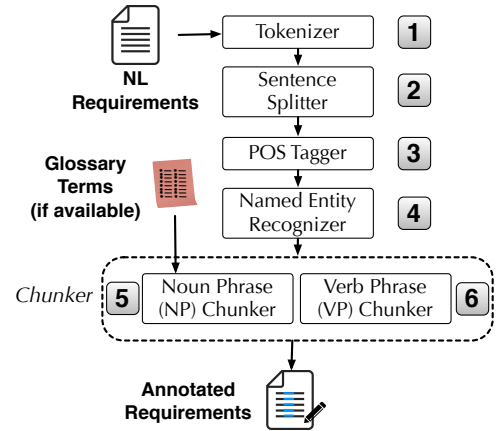 Tokenizer
1
NL
Requirements
Sentence
Splitter
2
POS Tagger
3
Glossary
Terms
(if available)
Named Entity
Recognizer
4
Chunker
5
Noun Phrase
(NP) Chunker
Verb Phrase
(VP) Chunker
6
Annotated
Requirements